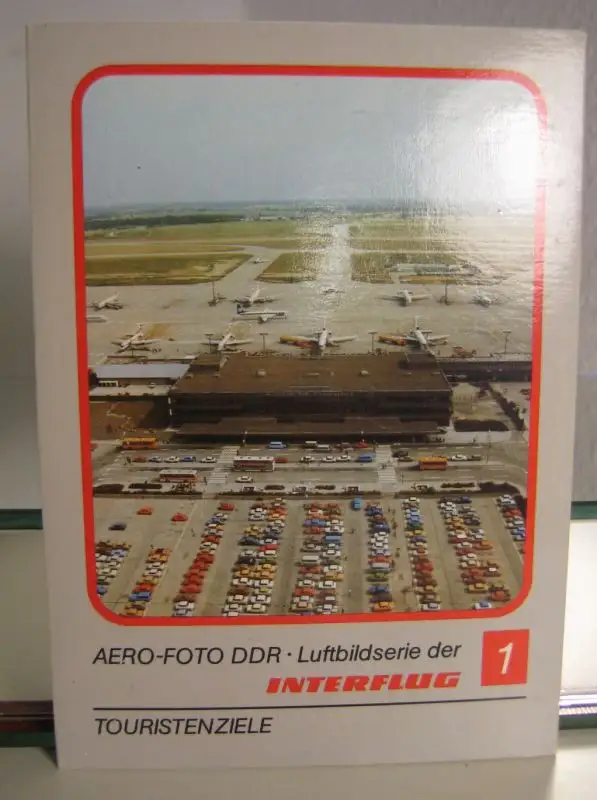 AERO-FOTO DDR · Luftbildserie der
INTERFLUG
1
TOURISTENZIELE